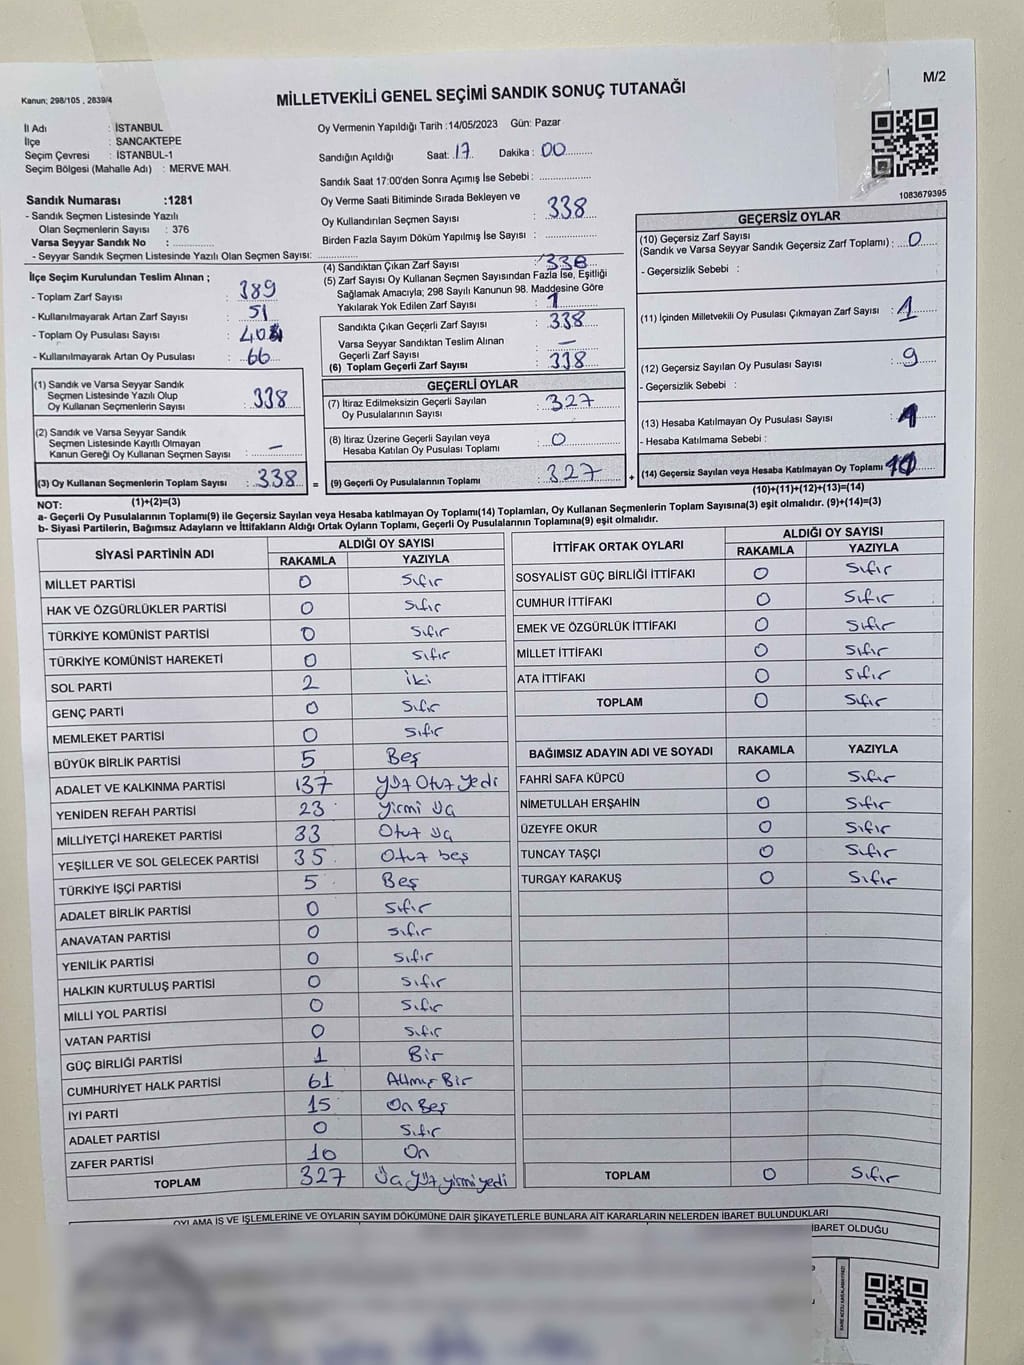 M/2
Kanun; 298/105 , 2839/4
MİLLETVEKİLİ GENEL SEÇİMİ SANDIK SONUÇ TUTANAĞI
İl Adı : İSTANBUL
İlçe : SANCAKTEPE
Seçim Çevresi : İSTANBUL-1
Seçim Bölgesi (Mahalle Adı) : MERVE MAH.
Sandık Numarası :1281
- Sandık Seçmen Listesinde Yazılı
Olan Seçmenlerin Sayısı : 376
Varsa Seyyar Sandık No :
- Seyyar Sandık Seçmen Listesinde Yazılı Olan Seçmen Sayısı:
Oy Vermenin Yapıldığı Tarih :14/05/2023 Gün: Pazar
Sandığın Açıldığı Saat: 17 Dakika : 00
Sandık Saat 17:00'den Sonra Açılmış İse Sebebi :
Oy Verme Saati Bitiminde Sırada Bekleyen ve
Oy Kullandırılan Seçmen Sayısı : 338
Birden Fazla Sayım Döküm Yapılmış İse Sayısı :
1083679395
İlçe Seçim Kurulundan Teslim Alınan ;
- Toplam Zarf Sayısı : 389
- Kullanılmayarak Artan Zarf Sayısı : 51
- Toplam Oy Pusulası Sayısı :
- Kullanılmayarak Artan Oy Pusulası : 66
(1) Sandık ve Varsa Seyyar Sandık
Seçmen Listesinde Yazılı Olup
Oy Kullanan Seçmenlerin Sayısı : 338
(2) Sandık ve Varsa Seyyar Sandık
Seçmen Listesinde Kayıtlı Olmayan
Kanun Gereği Oy Kullanan Seçmen Sayısı : -
(3) Oy Kullanan Seçmenlerin Toplam Sayısı : 338
(1)+(2)=(3)
(4) Sandıktan Çıkan Zarf Sayısı : 338
(5) Zarf Sayısı Oy Kullanan Seçmen Sayısından Fazla İse, Eşitliği
Sağlamak Amacıyla; 298 Sayılı Kanunun 98. Maddesine Göre
Yakılarak Yok Edilen Zarf Sayısı :
Sandıkta Çıkan Geçerli Zarf Sayısı : 338
Varsa Seyyar Sandıktan Teslim Alınan
Geçerli Zarf Sayısı : -
(6) Toplam Geçerli Zarf Sayısı : 338
GEÇERLİ OYLAR
(7) İtiraz Edilmeksizin Geçerli Sayılan
Oy Pusulalarının Sayısı : 327
(8) İtiraz Üzerine Geçerli Sayılan veya
Hesaba Katılan Oy Pusulası Toplamı : 0
= (9) Geçerli Oy Pusulalarının Toplamı : 327 +
GEÇERSİZ OYLAR
(10) Geçersiz Zarf Sayısı
(Sandık ve Varsa Seyyar Sandık Geçersiz Zarf Toplamı) : 0
- Geçersizlik Sebebi :
(11) İçinden Milletvekili Oy Pusulası Çıkmayan Zarf Sayısı : 1
(12) Geçersiz Sayılan Oy Pusulası Sayısı : 9
- Geçersizlik Sebebi :
(13) Hesaba Katılmayan Oy Pusulası Sayısı : 1
- Hesaba Katılmama Sebebi :
(14) Geçersiz Sayılan veya Hesaba Katılmayan Oy Toplamı
(10)+(11)+(12)+(13)=(14)
NOT:
a- Geçerli Oy Pusulalarının Toplamı(9) ile Geçersiz Sayılan veya Hesaba katılmayan Oy Toplamı(14) Toplamları, Oy Kullanan Seçmenlerin Toplam Sayısına(3) eşit olmalıdır. (9)+(14)=(3)
b- Siyasi Partilerin, Bağımsız Adayların ve İttifakların Aldığı Ortak Oyların Toplamı, Geçerli Oy Pusulalarının Toplamına(9) eşit olmalıdır.
SİYASİ PARTİNİN ADI ALDIĞI OY SAYISI
RAKAMLA YAZIYLA
MİLLET PARTİSİ 0 Sıfır
HAK VE ÖZGÜRLÜKLER PARTİSİ 0 Sıfır
TÜRKİYE KOMÜNİST PARTİSİ 0 Sıfır
TÜRKİYE KOMÜNİST HAREKETİ 0 Sıfır
SOL PARTİ 2 iki
GENÇ PARTİ 0 Sıfır
MEMLEKET PARTİSİ 0 Sıfır
BÜYÜK BİRLİK PARTİSİ 5 Beş
ADALET VE KALKINMA PARTİSİ 137 Yüz Otuz Yedi
YENİDEN REFAH PARTİSİ 23 Yirmi Üç
MİLLİYETÇİ HAREKET PARTİSİ 33 Otuz Üç
YEŞİLLER VE SOL GELECEK PARTİSİ 35 Otuz beş
TÜRKİYE İŞÇİ PARTİSİ 5 Beş
ADALET BİRLİK PARTİSİ 0 Sıfır
ANAVATAN PARTİSİ 0 Sıfır
YENİLİK PARTİSİ 0 Sıfır
HALKIN KURTULUŞ PARTİSİ 0 Sıfır
MİLLİ YOL PARTİSİ 0 Sıfır
VATAN PARTİSİ 0 Sıfır
GÜÇ BİRLİĞİ PARTİSİ 1 Bir
CUMHURİYET HALK PARTİSİ 61 Altmış Bir
İYİ PARTİ 15 On Beş
ADALET PARTİSİ 0 Sıfır
ZAFER PARTİSİ 10 On
TOPLAM 327 Üç Yüz yirmi yedi
İTTİFAK ORTAK OYLARI ALDIĞI OY SAYISI
RAKAMLA YAZIYLA
SOSYALİST GÜÇ BİRLİĞİ İTTİFAKI 0 Sıfır
CUMHUR İTTİFAKI 0 Sıfır
EMEK VE ÖZGÜRLÜK İTTİFAKI 0 Sıfır
MİLLET İTTİFAKI 0 Sıfır
ATA İTTİFAKI 0 Sıfır
TOPLAM 0 Sıfır
BAĞIMSIZ ADAYIN ADI VE SOYADI RAKAMLA YAZIYLA
FAHRİ SAFA KÜPCÜ 0 Sıfır
NİMETULLAH ERŞAHİN 0 Sıfır
ÜZEYFE OKUR 0 Sıfır
TUNCAY TAŞÇI 0 Sıfır
TURGAY KARAKUŞ 0 Sıfır
TOPLAM 0 Sıfır
OYLAMA İŞ VE İŞLEMLERİNE VE OYLARIN SAYIM DÖKÜMÜNE DAİR ŞİKAYETLERLE BUNLARA AİT KARARLARIN NELERDEN İBARET BULUNDUKLARI
İBARET OLDUĞU